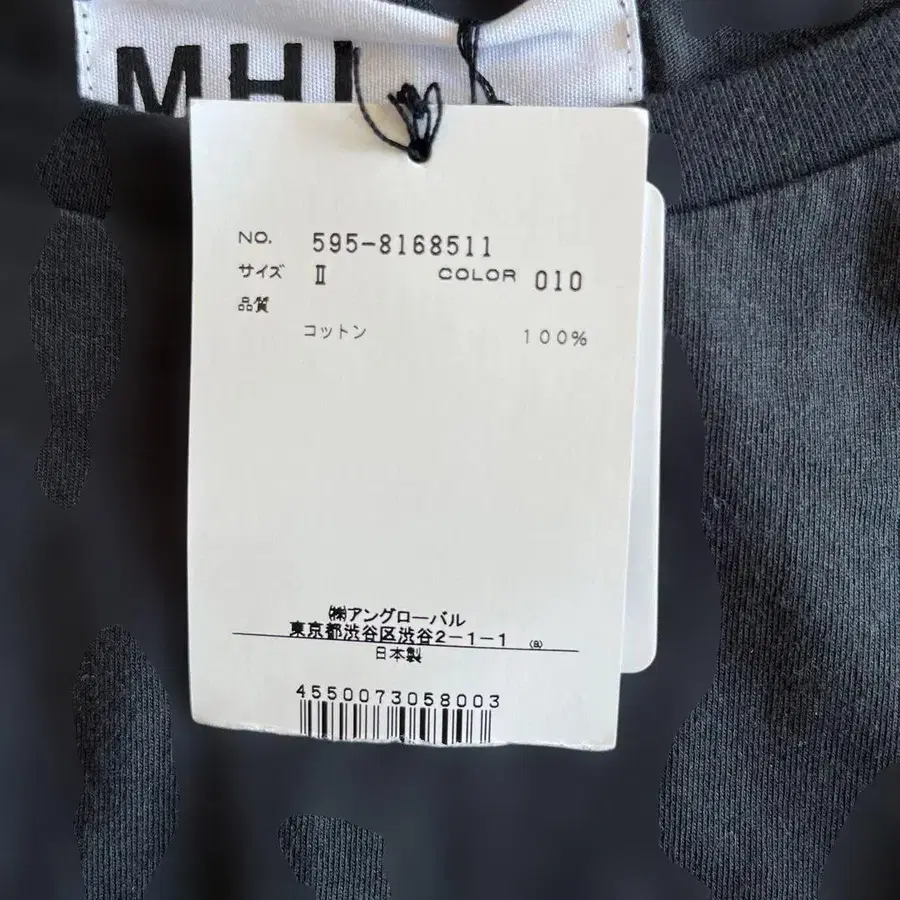 MHL
NO. 595-8168511
サイズ Ⅱ COLOR 010
品質
コットン 100%
㈱アングローバル
東京都渋谷区渋谷2-1-1 (a)
日本製
4550073058003